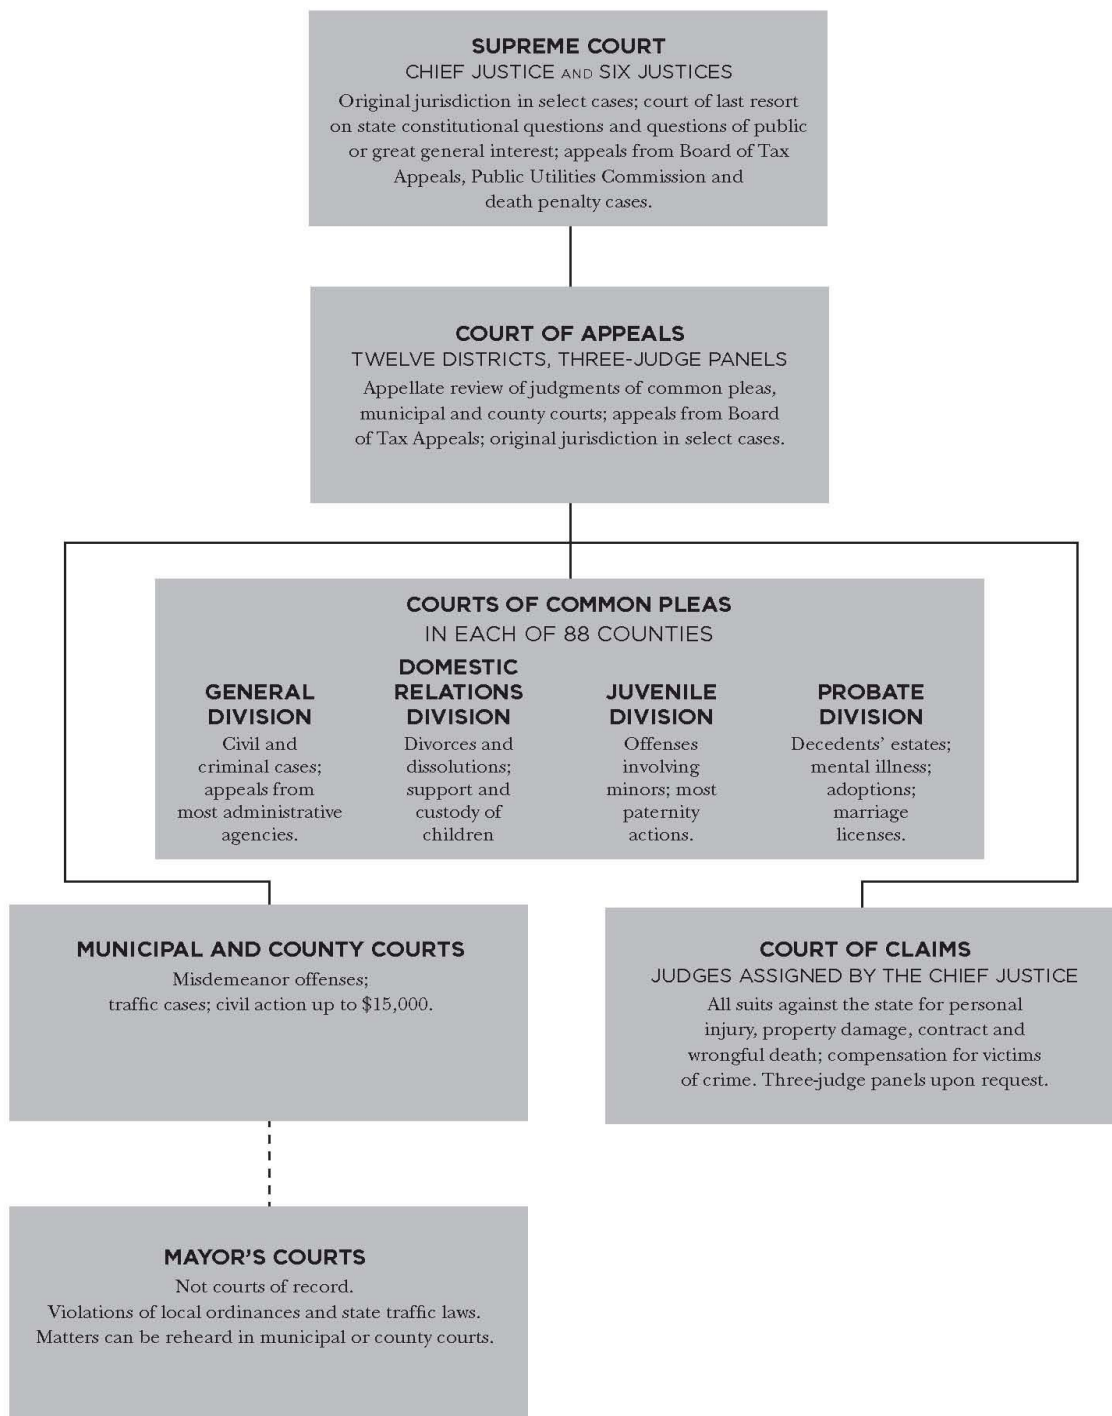 SUPREME COURT
CHIEF JUSTICE AND SIX JUSTICES
Original jurisdiction in select cases; court of last resort
on state constitutional questions and questions of public
or great general interest; appeals from Board of Tax
Appeals, Public Utilities Commission and
death penalty cases.
COURT OF APPEALS
TWELVE DISTRICTS, THREE-JUDGE PANELS
Appellate review of judgments of common pleas,
municipal and county courts; appeals from Board
of Tax Appeals; original jurisdiction in select cases.
COURTS OF COMMON PLEAS
IN EACH OF 88 COUNTIES
GENERAL
DIVISION
Civil and
criminal cases;
appeals from
most administrative
agencies.
DOMESTIC
RELATIONS
DIVISION
Divorces and
dissolutions;
support and
custody of
children
JUVENILE
DIVISION
Offenses
involving
minors; most
paternity
actions.
PROBATE
DIVISION
Decedents' estates;
mental illness;
adoptions;
marriage
licenses.
MUNICIPAL AND COUNTY COURTS
Misdemeanor offenses;
traffic cases; civil action up to $15,000.
COURT OF CLAIMS
JUDGES ASSIGNED BY THE CHIEF JUSTICE
All suits against the state for personal
injury, property damage, contract and
wrongful death; compensation for victims
of crime. Three-judge panels upon request.
MAYOR'S COURTS
Not courts of record.
Violations of local ordinances and state traffic laws.
Matters can be reheard in municipal or county courts.